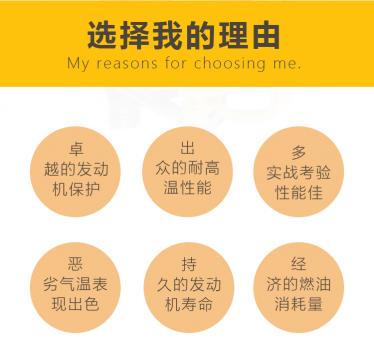 选择我的理由
My reasons for choosing me.
卓
越的发动
机保护
出
众的耐高
温性能
多
实战考验
性能佳
恶
劣气温表
现出色
持
久的发动
机寿命
经
济的燃油
消耗量